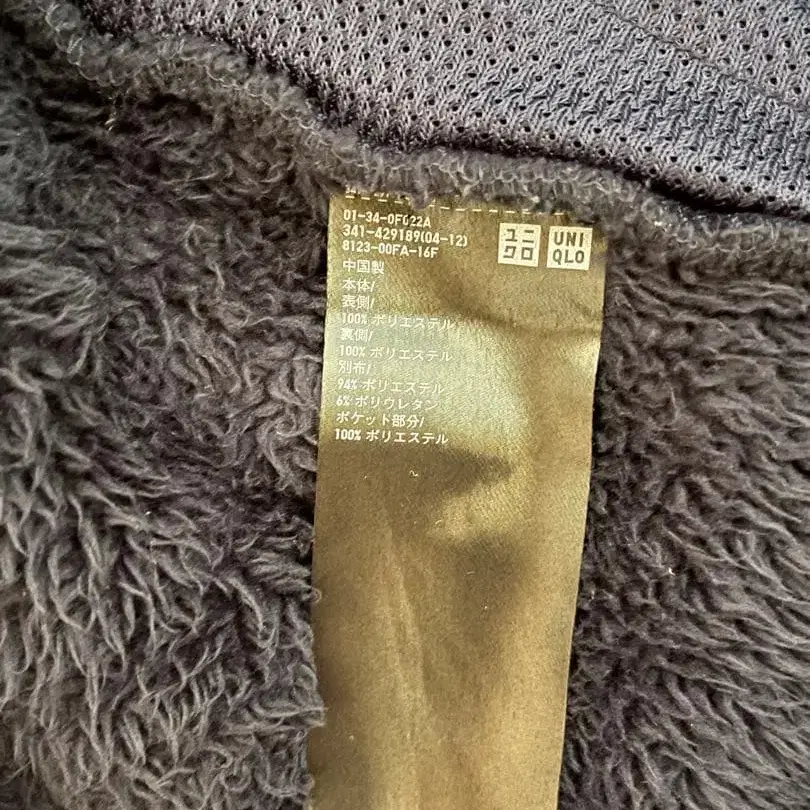 01-34-0F022A
341-429189(04-12)
8123-00FA-16F
ユニ
クロ
UNI
QLO
中国製
本体/
表側/
100% ポリエステル
裏側/
100% ポリエステル
別布/
94% ポリエステル
6% ポリウレタン
ポケット部分/
100% ポリエステル